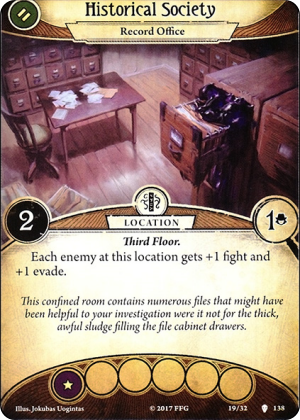 Historical Society
Record Office
2
LOCATION
1
Third Floor.
Each enemy at this location gets +1 fight and
+1 evade.
This confined room contains numerous files that might
have been helpful to your investigation were it not for the thick,
awful sludge filling the file cabinet drawers.
Illus. Jokubas Uogintas
© 2017 FFG
19/32
138